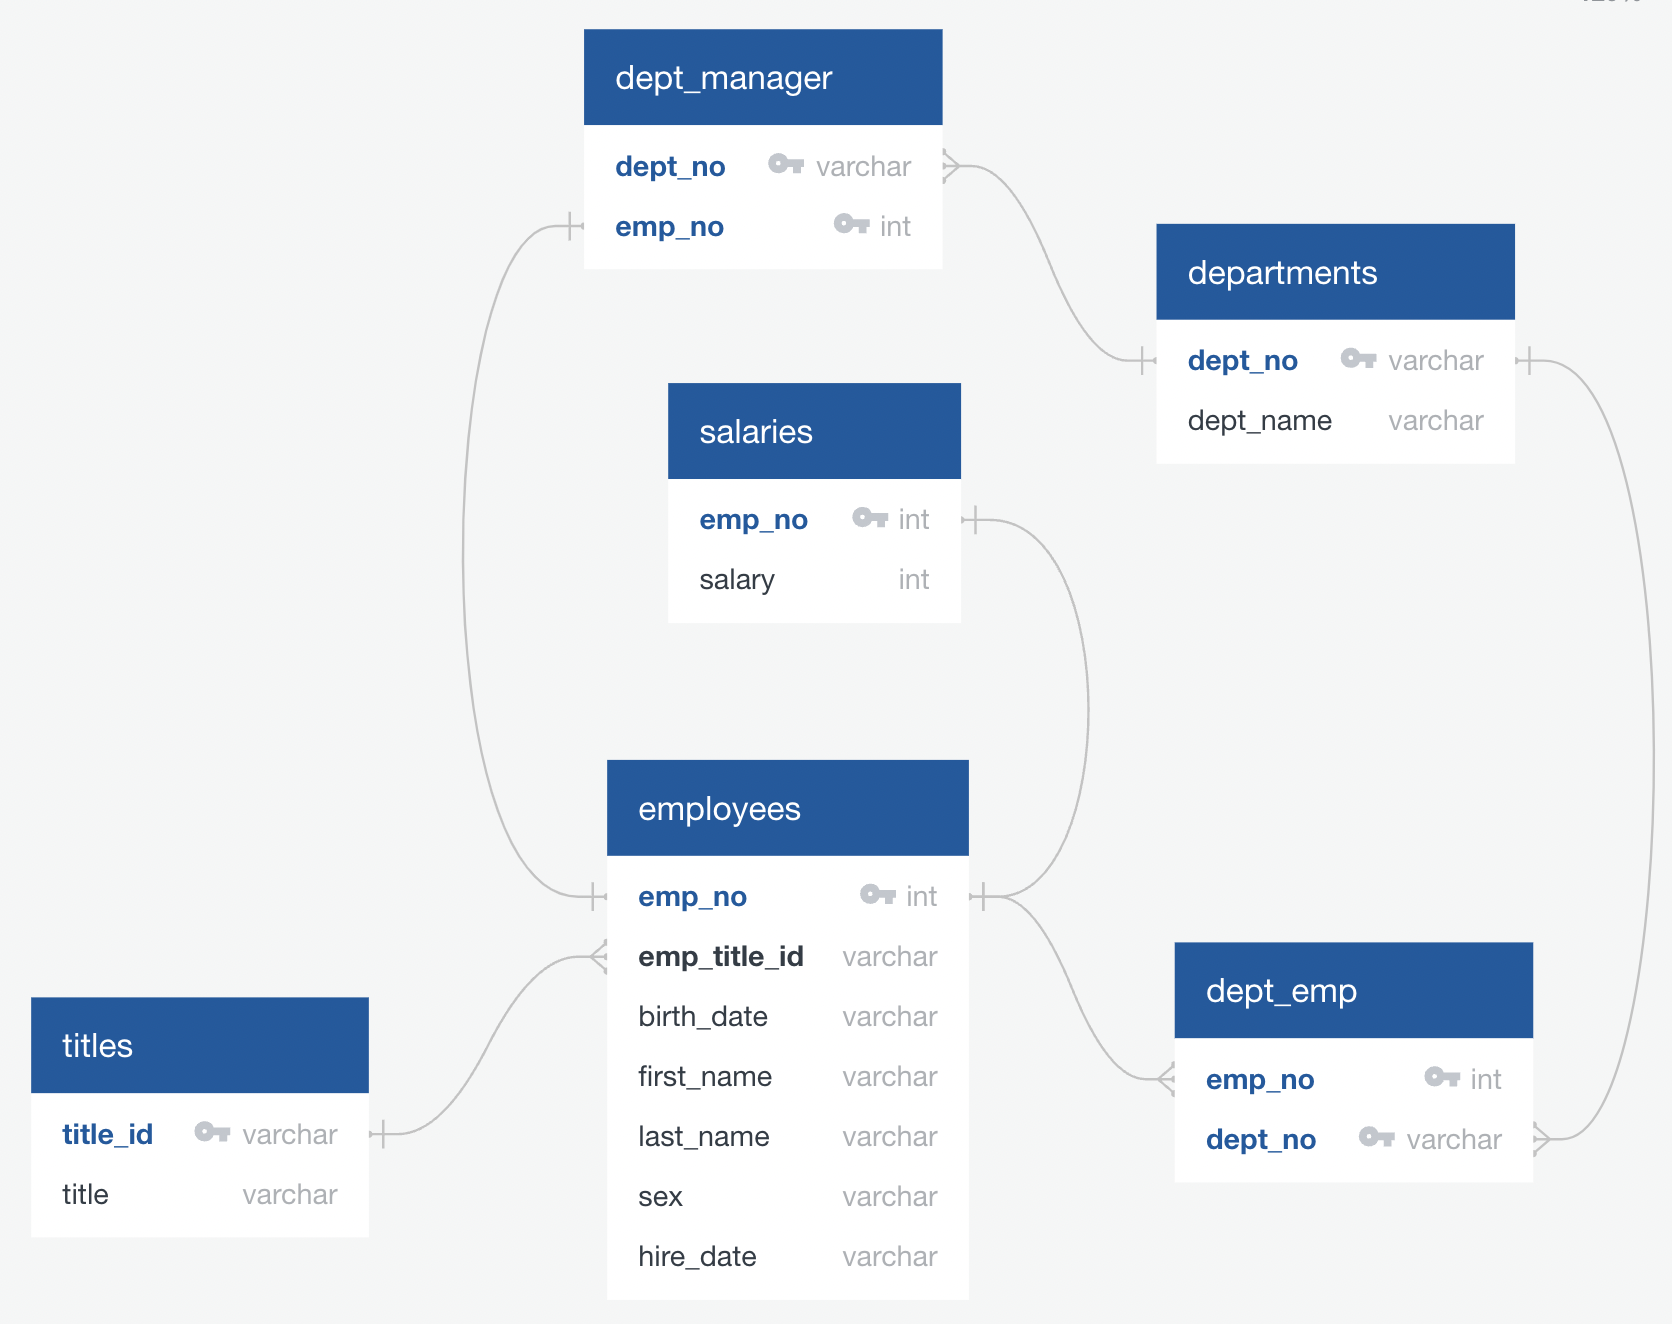 dept_manager
dept_no varchar
emp_no int
departments
dept_no varchar
dept_name varchar
salaries
emp_no int
salary int
employees
emp_no int
emp_title_id varchar
birth_date varchar
first_name varchar
last_name varchar
sex varchar
hire_date varchar
dept_emp
emp_no int
dept_no varchar
titles
title_id varchar
title varchar